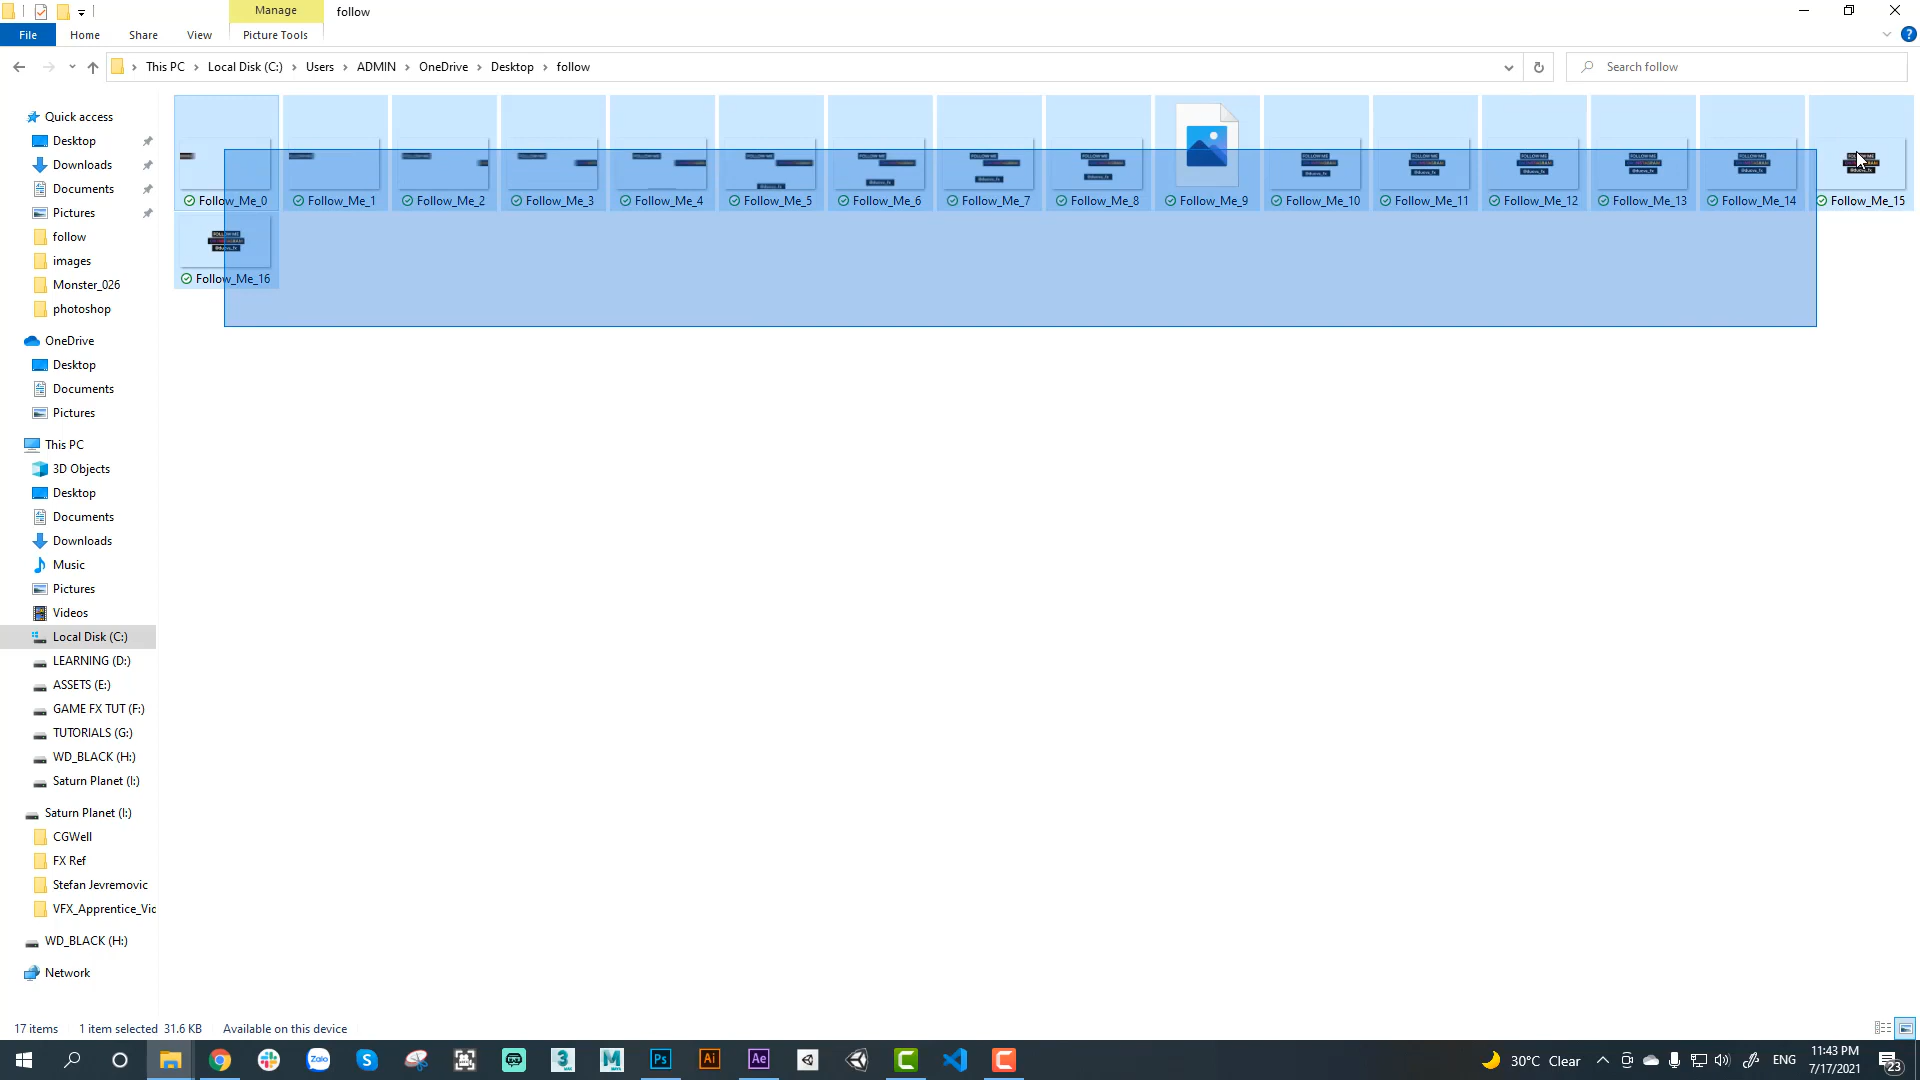 Manage
follow
File
Home
Share
View
Picture Tools
This PC
Local Disk (C:)
Users
ADMIN
OneDrive
Desktop
follow
Search follow
Quick access
Desktop
Downloads
Documents
Pictures
follow
images
Monster_026
photoshop
OneDrive
Desktop
Documents
Pictures
This PC
3D Objects
Desktop
Documents
Downloads
Music
Pictures
Videos
Local Disk (C:)
LEARNING (D:)
ASSETS (E:)
GAME FX TUT (F:)
TUTORIALS (G:)
WD_BLACK (H:)
Saturn Planet (I:)
Saturn Planet (I:)
CGWell
FX Ref
Stefan Jevremovic
VFX_Apprentice_Vic
WD_BLACK (H:)
Network
Follow_Me_0
Follow_Me_1
Follow_Me_2
Follow_Me_3
Follow_Me_4
Follow_Me_5
Follow_Me_6
Follow_Me_7
Follow_Me_8
Follow_Me_9
Follow_Me_10
Follow_Me_11
Follow_Me_12
Follow_Me_13
Follow_Me_14
Follow_Me_15
Follow_Me_16
17 items
1 item selected 31.6 KB
Available on this device
Zalo
Ps
Ai
Ae
30°C Clear
ENG
11:43 PM
7/17/2021
23